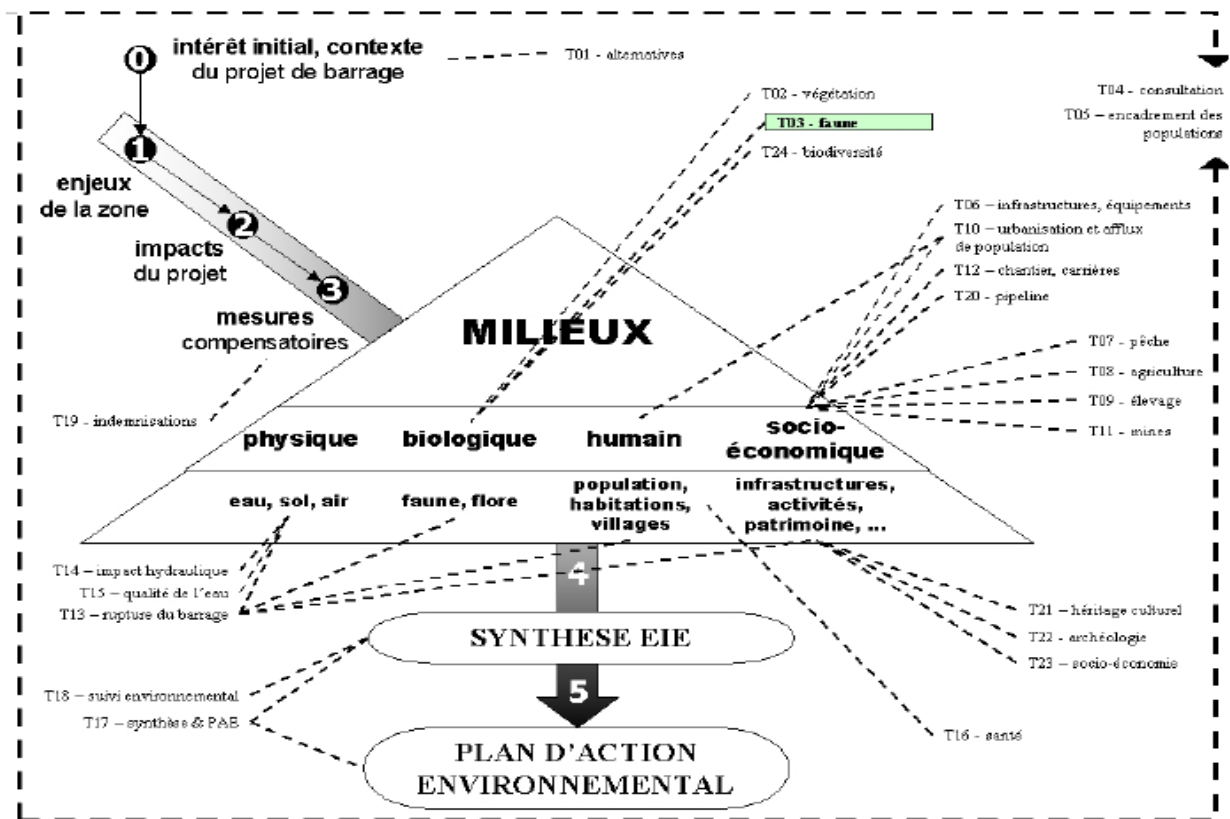 0
intérêt initial, contexte
du projet de barrage
T01 - alternatives
T02 - végétation
T03 - faune
T24 - biodiversité
T04 - consultation
T05 – encadrement des
populations
1
enjeux
de la zone
2
impacts
du projet
3
mesures
compensatoires
T19 - indemnisations
T06 – infrastructures, équipements
T10 – urbanisation et afflux
de population
T12 – chantier, carrières
T20 - pipeline
T07 - pêche
T08 - agriculture
T09 - élevage
T11 - mines
MILIEUX
physique
biologique
humain
socio-
économique
eau, sol, air
faune, flore
population,
habitations,
villages
infrastructures,
activités,
patrimoine, ...
T14 – impact hydraulique
T15 – qualité de l'eau
T13 – rupture du barrage
4
SYNTHESE EIE
T21 – héritage culturel
T22 - archéologie
T23 – socio-économie
T18 – suivi environnemental
T17 – synthèse & PAE
5
T16 - santé
PLAN D'ACTION
ENVIRONNEMENTAL